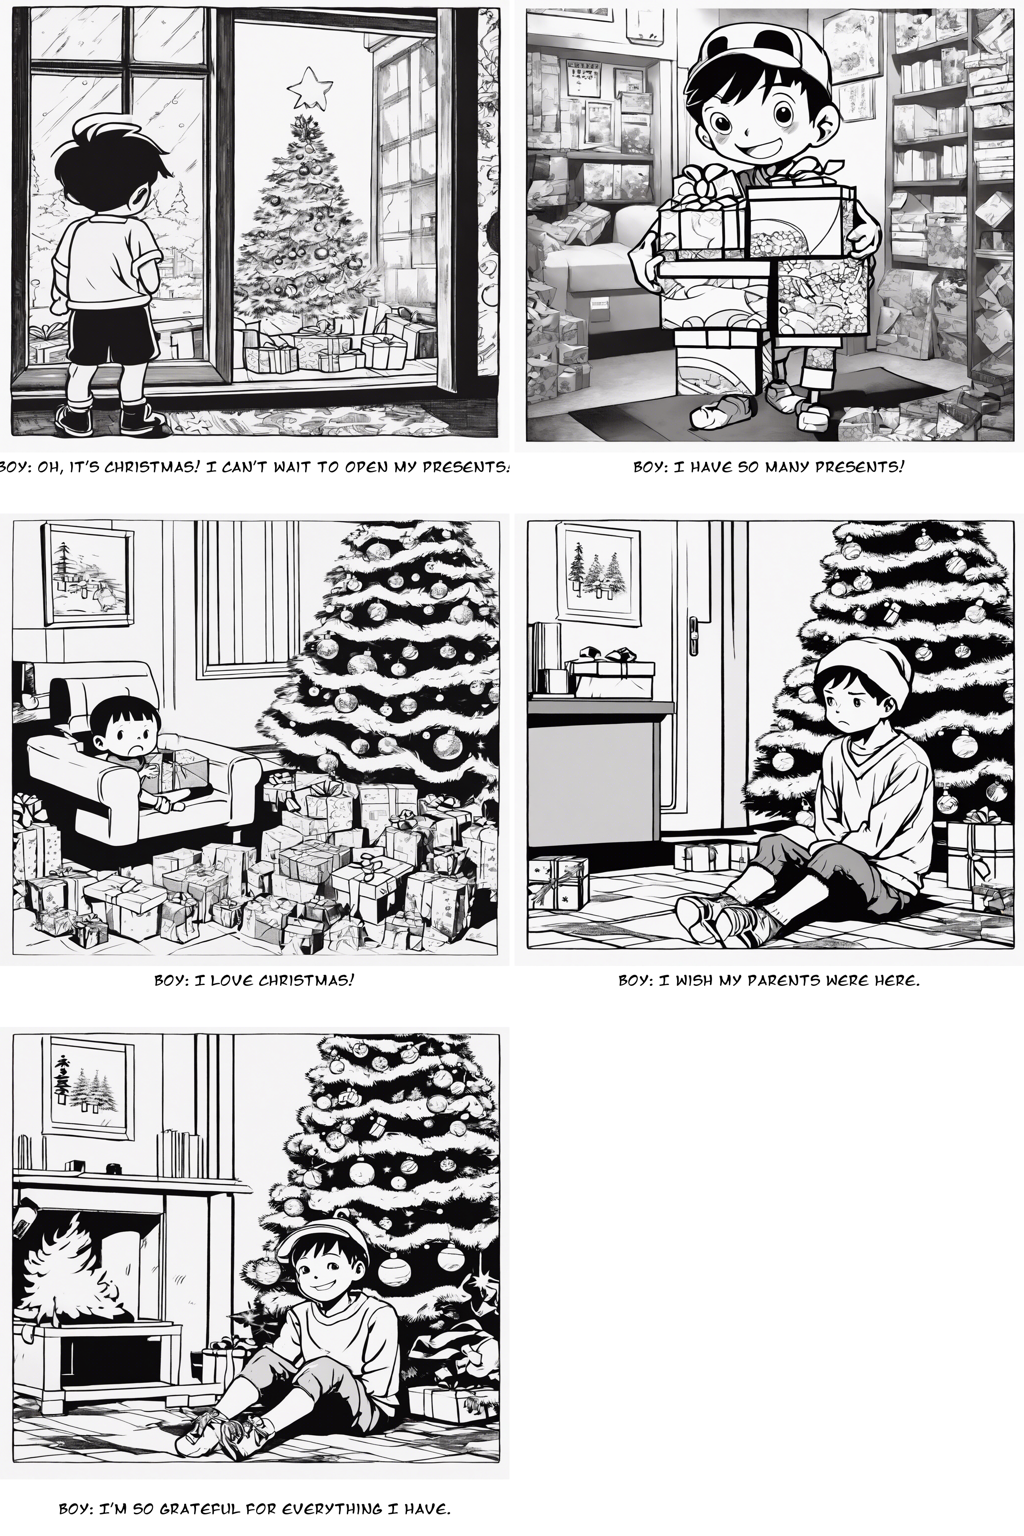 BOY: OH, IT'S CHRISTMAS! I CAN'T WAIT TO OPEN MY PRESENTS.
BOY: I HAVE SO MANY PRESENTS!
BOY: I LOVE CHRISTMAS!
BOY: I WISH MY PARENTS WERE HERE.
BOY: I'M SO GRATEFUL FOR EVERYTHING I HAVE.